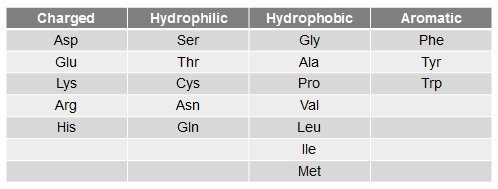 Charged Hydrophilic Hydrophobic Aromatic
Asp Ser Gly Phe
Glu Thr Ala Tyr
Lys Cys Pro Trp
Arg Asn Val
His Gln Leu
Ile
Met